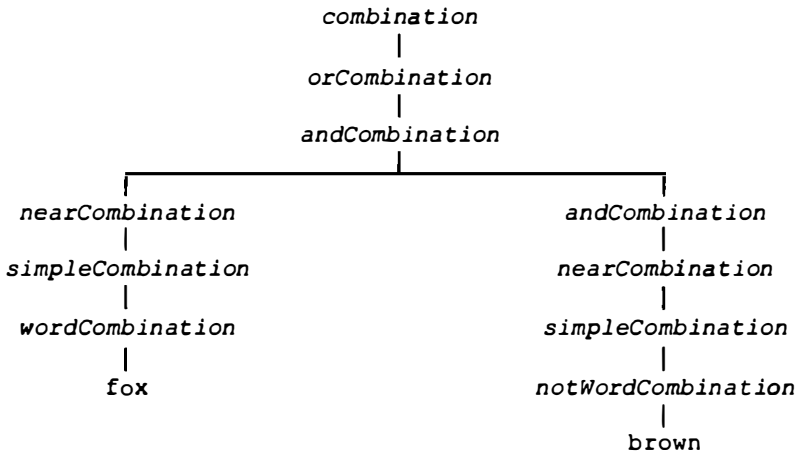 combination
orCombination
andCombination
nearCombination andCombination
simpleCombination nearCombination
wordCombination simpleCombination
fox notWordCombination
brown